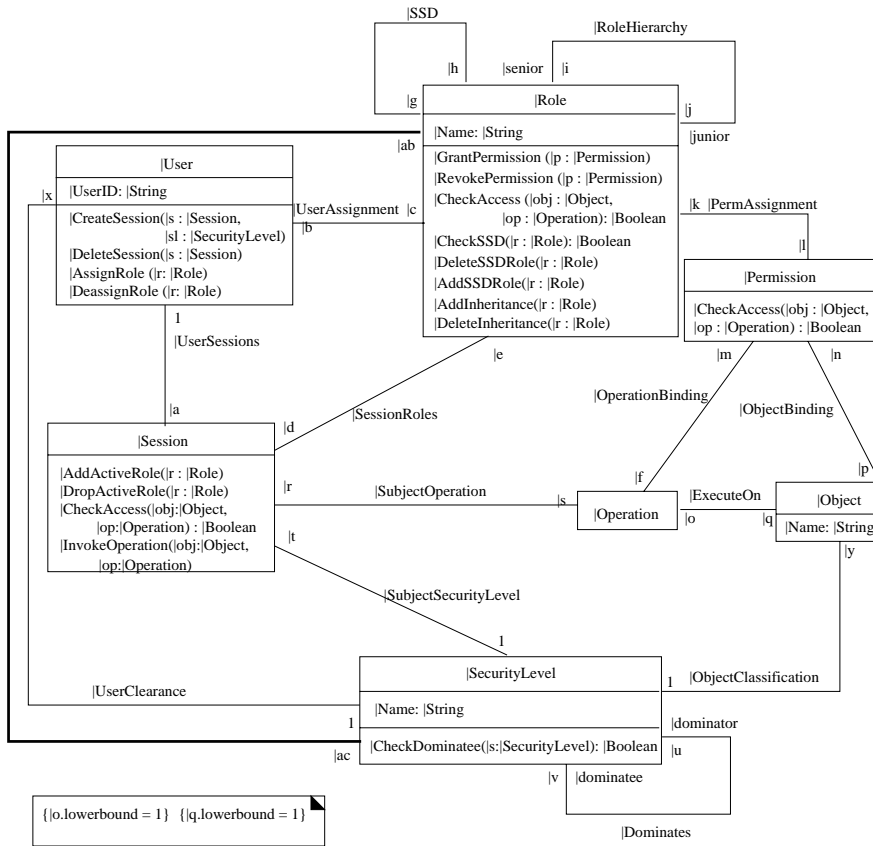 |SSD
|RoleHierarchy
|h
|senior
|i
|g
|Role
|j
|junior
|Name: |String
|ab
|GrantPermission (|p : |Permission)
|RevokePermission (|p : |Permission)
|CheckAccess (|obj : |Object,
|op : |Operation): |Boolean
|CheckSSD(|r : |Role): |Boolean
|DeleteSSDRole(|r : |Role)
|AddSSDRole(|r : |Role)
|AddInheritance(|r : |Role)
|DeleteInheritance(|r : |Role)
|User
|x
|UserID: |String
|CreateSession(|s : |Session,
|sl : |SecurityLevel)
|DeleteSession(|s : |Session)
|AssignRole (|r: |Role)
|DeassignRole (|r: |Role)
|UserAssignment
|c
|b
|k
|PermAssignment
|l
|Permission
|CheckAccess(|obj : |Object,
|op : |Operation) : |Boolean
1
|UserSessions
|e
|m
|n
|OperationBinding
|ObjectBinding
|a
|d
|SessionRoles
|Session
|AddActiveRole(|r : |Role)
|DropActiveRole(|r : |Role)
|CheckAccess(|obj:|Object,
|op:|Operation) : |Boolean
|InvokeOperation(|obj:|Object,
|op:|Operation)
|r
|SubjectOperation
|s
|f
|Operation
|ExecuteOn
|o
|q
|p
|Object
|Name: |String
|y
|t
|SubjectSecurityLevel
1
|SecurityLevel
|Name: |String
|CheckDominatee(|s:|SecurityLevel): |Boolean
1
|ObjectClassification
|UserClearance
1
|ac
|dominator
|u
|v
|dominatee
|Dominates
{|o.lowerbound = 1} {|q.lowerbound = 1}